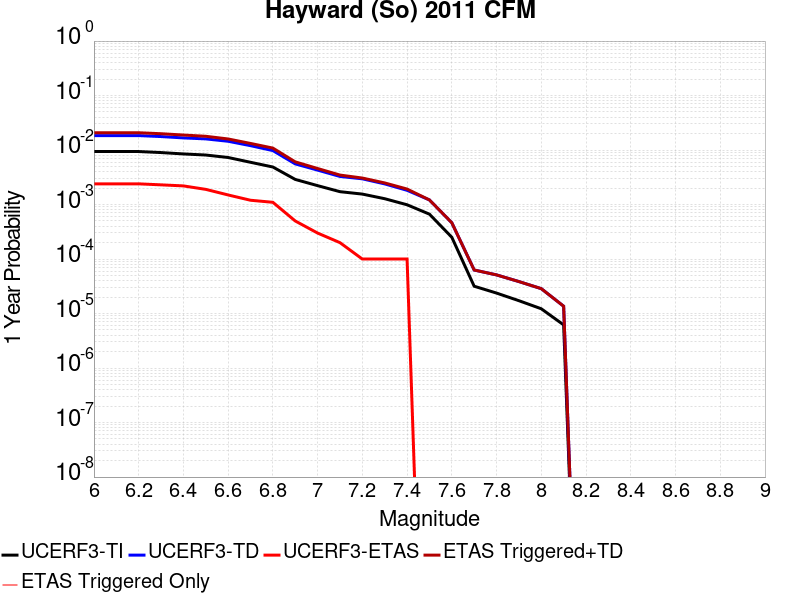 Hayward (So) 2011 CFM
10^0
10^-1
10^-2
10^-3
10^-4
10^-5
10^-6
10^-7
10^-8
1 Year Probability
6 6.2 6.4 6.6 6.8 7 7.2 7.4 7.6 7.8 8 8.2 8.4 8.6 8.8 9
Magnitude
UCERF3-TI UCERF3-TD UCERF3-ETAS ETAS Triggered+TD
ETAS Triggered Only